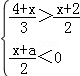 { (4+x)/3 > (x+2)/2
(x+a)/2 < 0